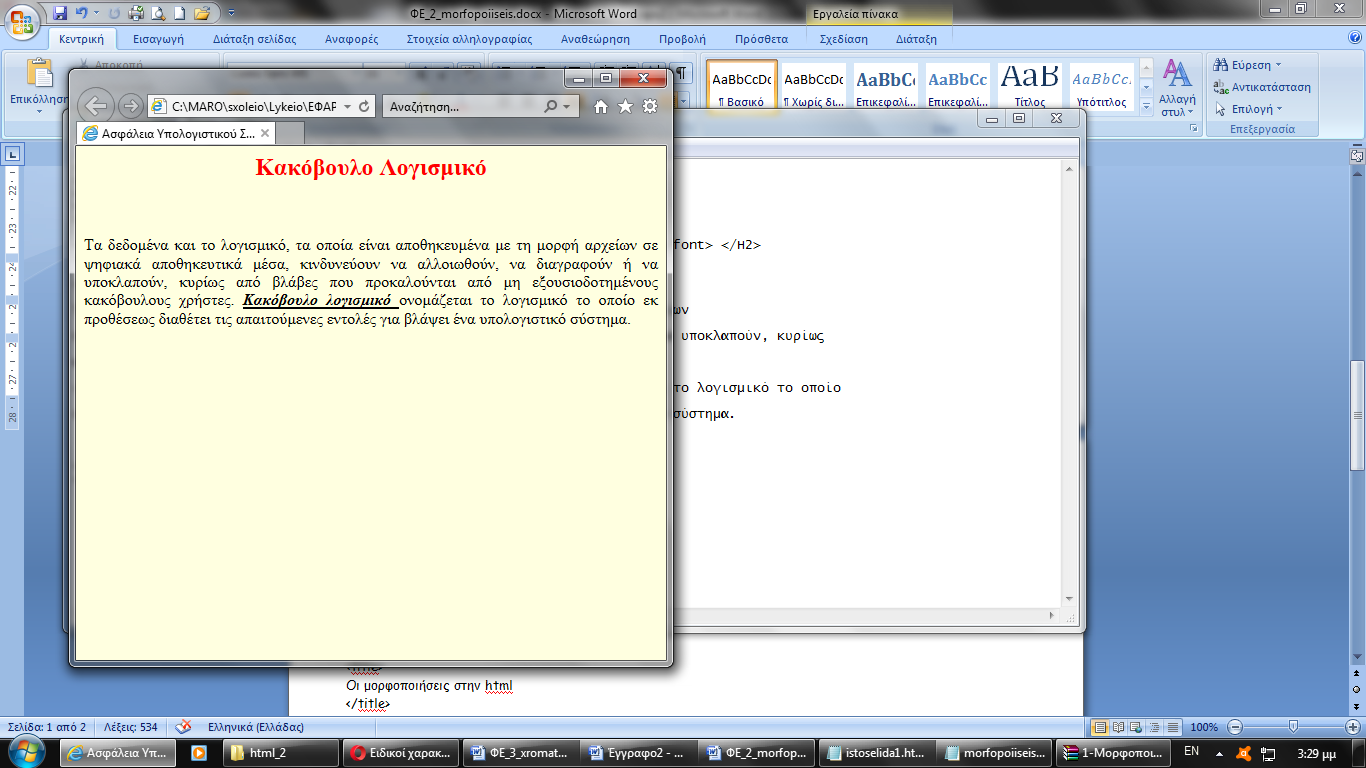 ΦΕ_2_morfopoiiseis.docx - Microsoft Word
Εργαλεία πίνακα
Κεντρική Εισαγωγή Διάταξη σελίδας Αναφορές Στοιχεία αλληλογραφίας Αναθεώρηση Προβολή Πρόσθετα Σχεδίαση Διάταξη
Επικόλληση
Αποκοπή
AaBbCcDc AaBbCcDc AaBbCc AaBbCc AaB AaBbCc.
¶ Βασικό ¶ Χωρίς δι... Επικεφαλί... Επικεφαλί... Τίτλος Υπότιτλος
Αλλαγή
στυλ
Εύρεση
Αντικατάσταση
Επιλογή
Επεξεργασία
C:\MARO\sxoleio\Lykeio\ΕΦΑΡ
Αναζήτηση...
Ασφάλεια Υπολογιστικού Σ...
Κακόβουλο Λογισμικό
Τα δεδομένα και το λογισμικό, τα οποία είναι αποθηκευμένα με τη μορφή αρχείων σε
ψηφιακά αποθηκευτικά μέσα, κινδυνεύουν να αλλοιωθούν, να διαγραφούν ή να
υποκλαπούν, κυρίως από βλάβες που προκαλούνται από μη εξουσιοδοτημένους
κακόβουλους χρήστες. Κακόβουλο λογισμικό ονομάζεται το λογισμικό το οποίο εκ
προθέσεως διαθέτει τις απαιτούμενες εντολές για βλάψει ένα υπολογιστικό σύστημα.
font> </H2>
ων
υποκλαπούν, κυρίως
το λογισμικό το οποίο
σύστημα.
22
23
24
27
28
Οι μορφοποιήσεις στην html
</title>
Σελίδα: 1 από 2 Λέξεις: 534 Ελληνικά (Ελλάδας) 100%
Ασφάλεια Υπ... html_2 Ειδικοί χαρακ... ΦΕ_3_xromat... Έγγραφο2 - ... ΦΕ_2_morfop... istoselida1.ht... morfopoiiseis... 1-Μορφοποι... EN 3:29 μμ